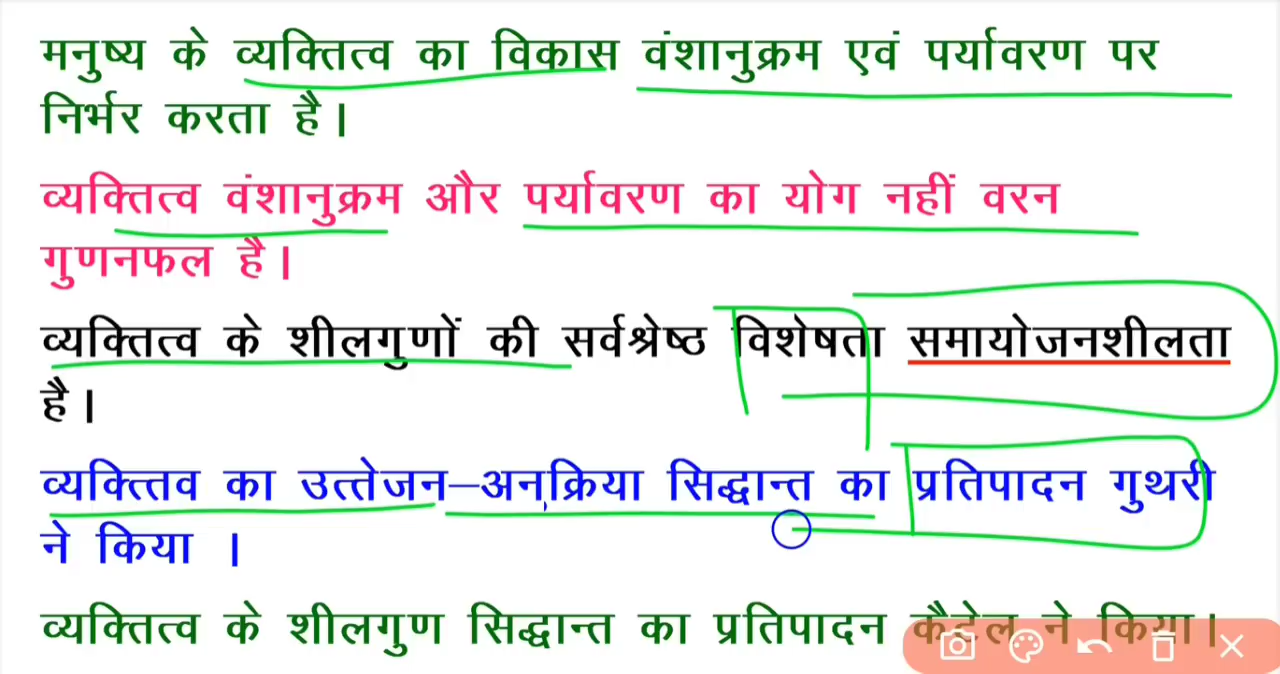 मनुष्य के व्यक्तित्व का विकास वंशानुक्रम एवं पर्यावरण पर
निर्भर करता है।
व्यक्तित्व वंशानुक्रम और पर्यावरण का योग नहीं वरन
गुणनफल है।
व्यक्तित्व के शीलगुणों की सर्वश्रेष्ठ विशेषता समायोजनशीलता
है।
व्यक्त्तिव का उत्तेजन–अनुक्रिया सिद्धान्त का प्रतिपादन गुथरी
ने किया ।
व्यक्तित्व के शीलगुण सिद्धान्त का प्रतिपादन कैटेल ने किया।